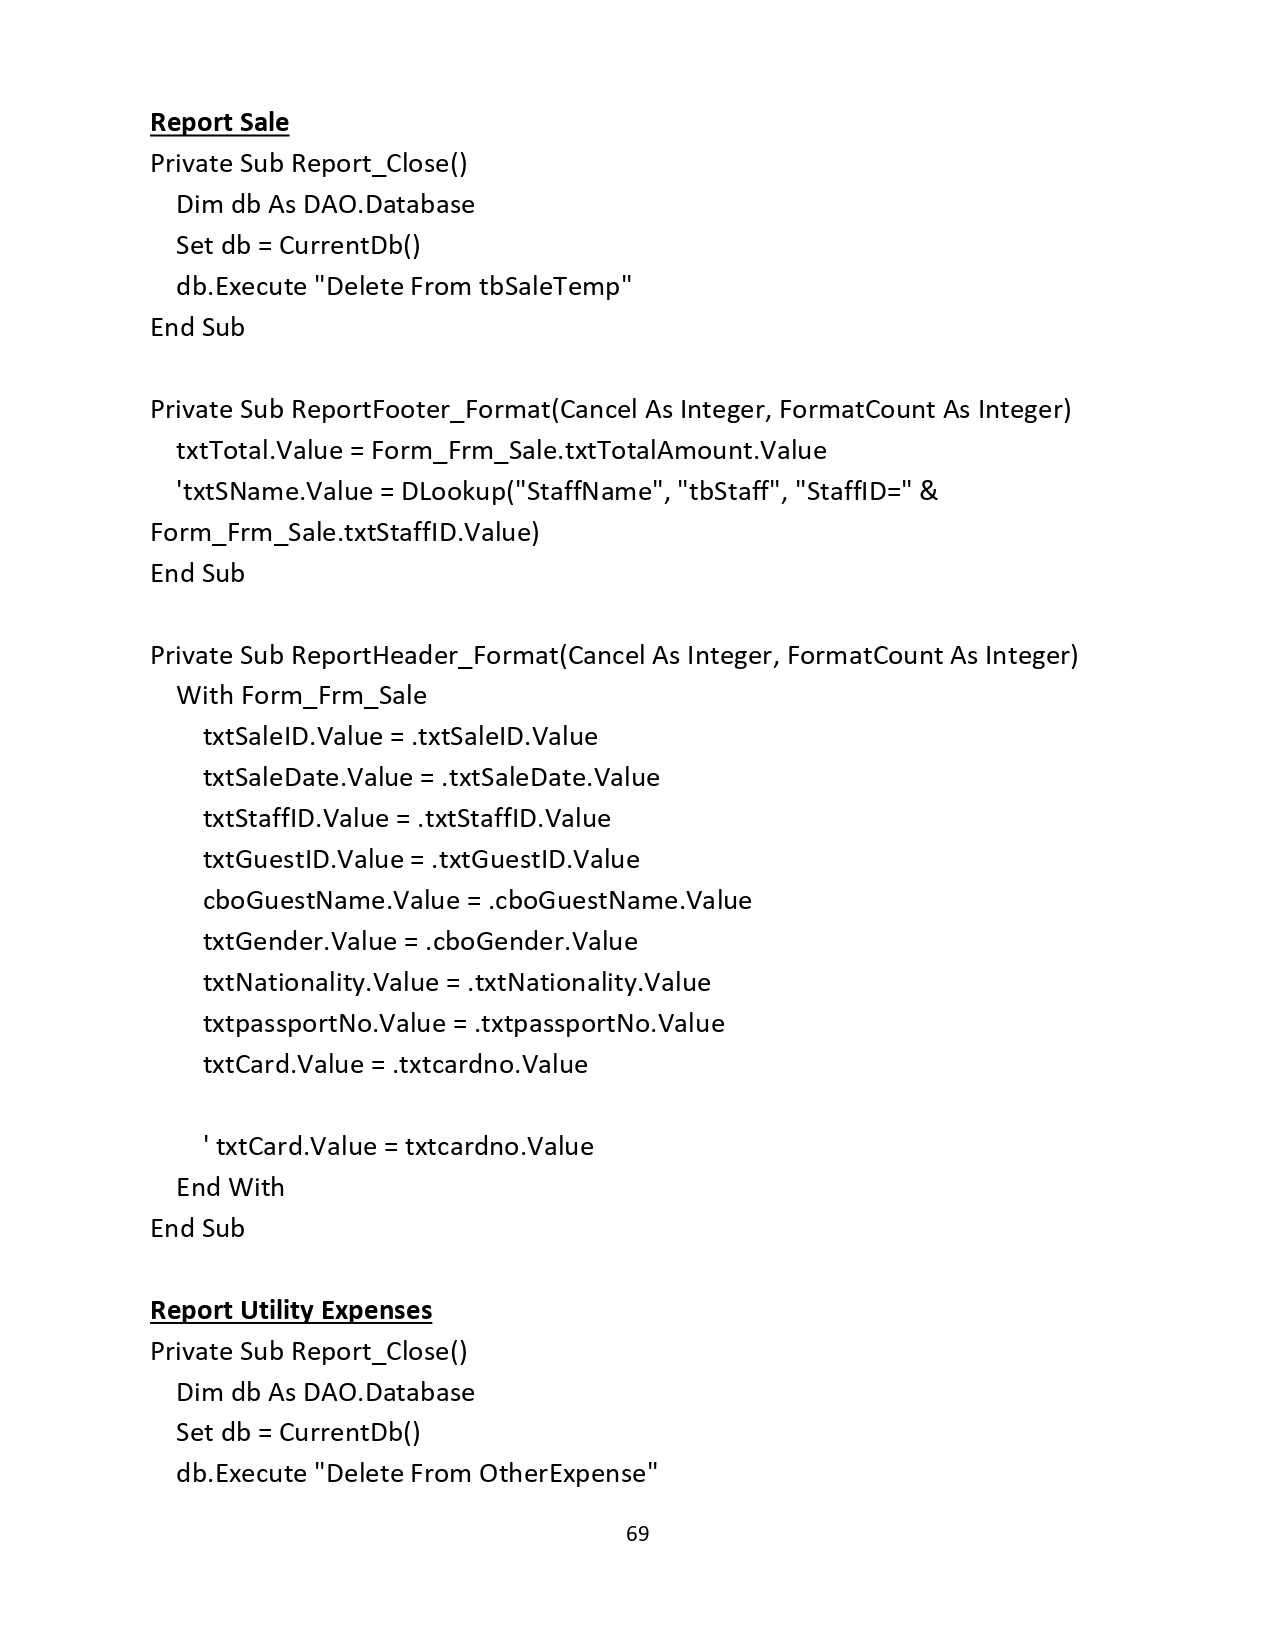 Report Sale
Private Sub Report_Close()
Dim db As DAO.Database
Set db = CurrentDb()
db.Execute "Delete From tbSaleTemp"
End Sub
Private Sub ReportFooter_Format(Cancel As Integer, FormatCount As Integer)
txtTotal.Value = Form_Frm_Sale.txtTotalAmount.Value
'txtSName.Value = DLookup("StaffName", "tbStaff", "StaffID=" &
Form_Frm_Sale.txtStaffID.Value)
End Sub
Private Sub ReportHeader_Format(Cancel As Integer, FormatCount As Integer)
With Form_Frm_Sale
txtSaleID.Value = .txtSaleID.Value
txtSaleDate.Value = .txtSaleDate.Value
txtStaffID.Value = .txtStaffID.Value
txtGuestID.Value = .txtGuestID.Value
cboGuestName.Value = .cboGuestName.Value
txtGender.Value = .cboGender.Value
txtNationality.Value = .txtNationality.Value
txtpassportNo.Value = .txtpassportNo.Value
txtCard.Value = .txtcardno.Value
' txtCard.Value = txtcardno.Value
End With
End Sub
Report Utility Expenses
Private Sub Report_Close()
Dim db As DAO.Database
Set db = CurrentDb()
db.Execute "Delete From OtherExpense"
69